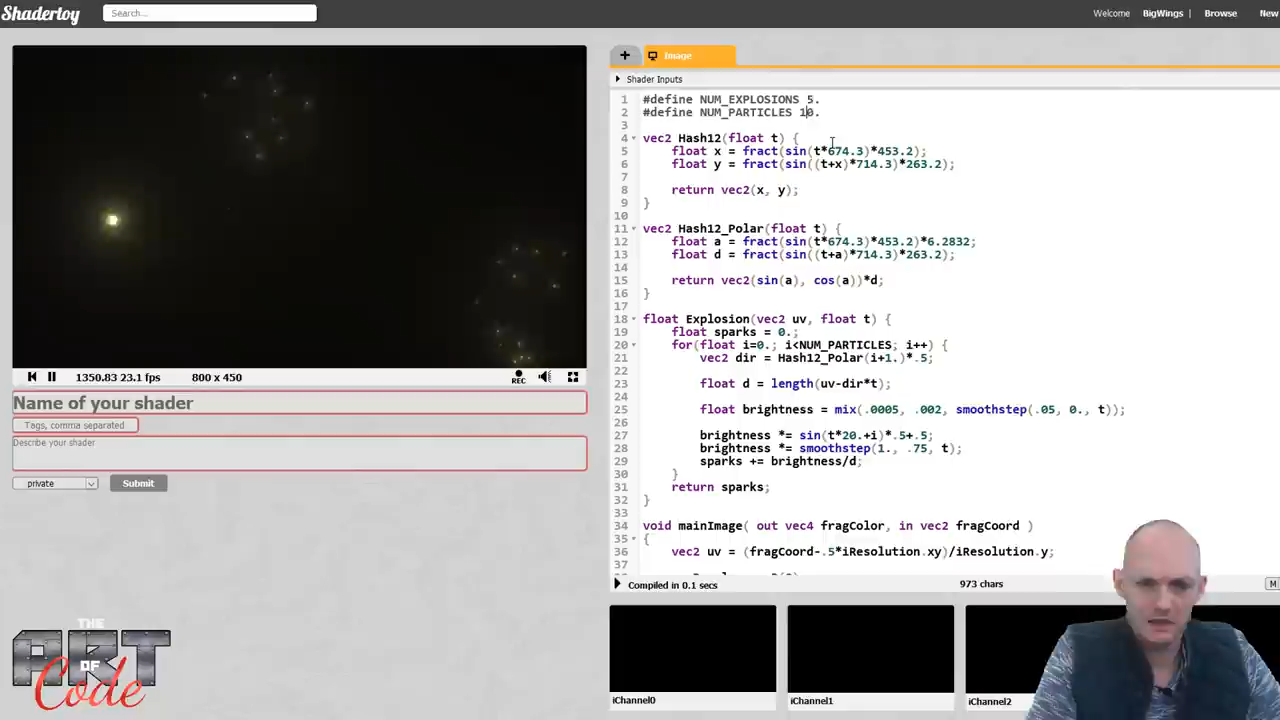 Shadertoy
Search...
Welcome BigWings | Browse New
+ Image
Shader Inputs
1 #define NUM_EXPLOSIONS 5.
2 #define NUM_PARTICLES 10.
3
4 vec2 Hash12(float t) {
5 float x = fract(sin(t*674.3)*453.2);
6 float y = fract(sin((t+x)*714.3)*263.2);
7
8 return vec2(x, y);
9 }
10
11 vec2 Hash12_Polar(float t) {
12 float a = fract(sin(t*674.3)*453.2)*6.2832;
13 float d = fract(sin((t+a)*714.3)*263.2);
14
15 return vec2(sin(a), cos(a))*d;
16 }
17
18 float Explosion(vec2 uv, float t) {
19 float sparks = 0.;
20 for(float i=0.; i<NUM_PARTICLES; i++) {
21 vec2 dir = Hash12_Polar(i+1.)*.5;
22
23 float d = length(uv-dir*t);
24
25 float brightness = mix(.0005, .002, smoothstep(.05, 0., t));
26
27 brightness *= sin(t*20.+i)*.5+.5;
28 brightness *= smoothstep(1., .75, t);
29 sparks += brightness/d;
30 }
31 return sparks;
32 }
33
34 void mainImage( out vec4 fragColor, in vec2 fragCoord )
35 {
36 vec2 uv = (fragCoord-.5*iResolution.xy)/iResolution.y;
37
Compiled in 0.1 secs 973 chars M
1350.83 23.1 fps 800 x 450 REC
Name of your shader
Tags, comma separated
Describe your shader
private Submit
iChannel0 iChannel1 iChannel2
THE
ART
OF
Code